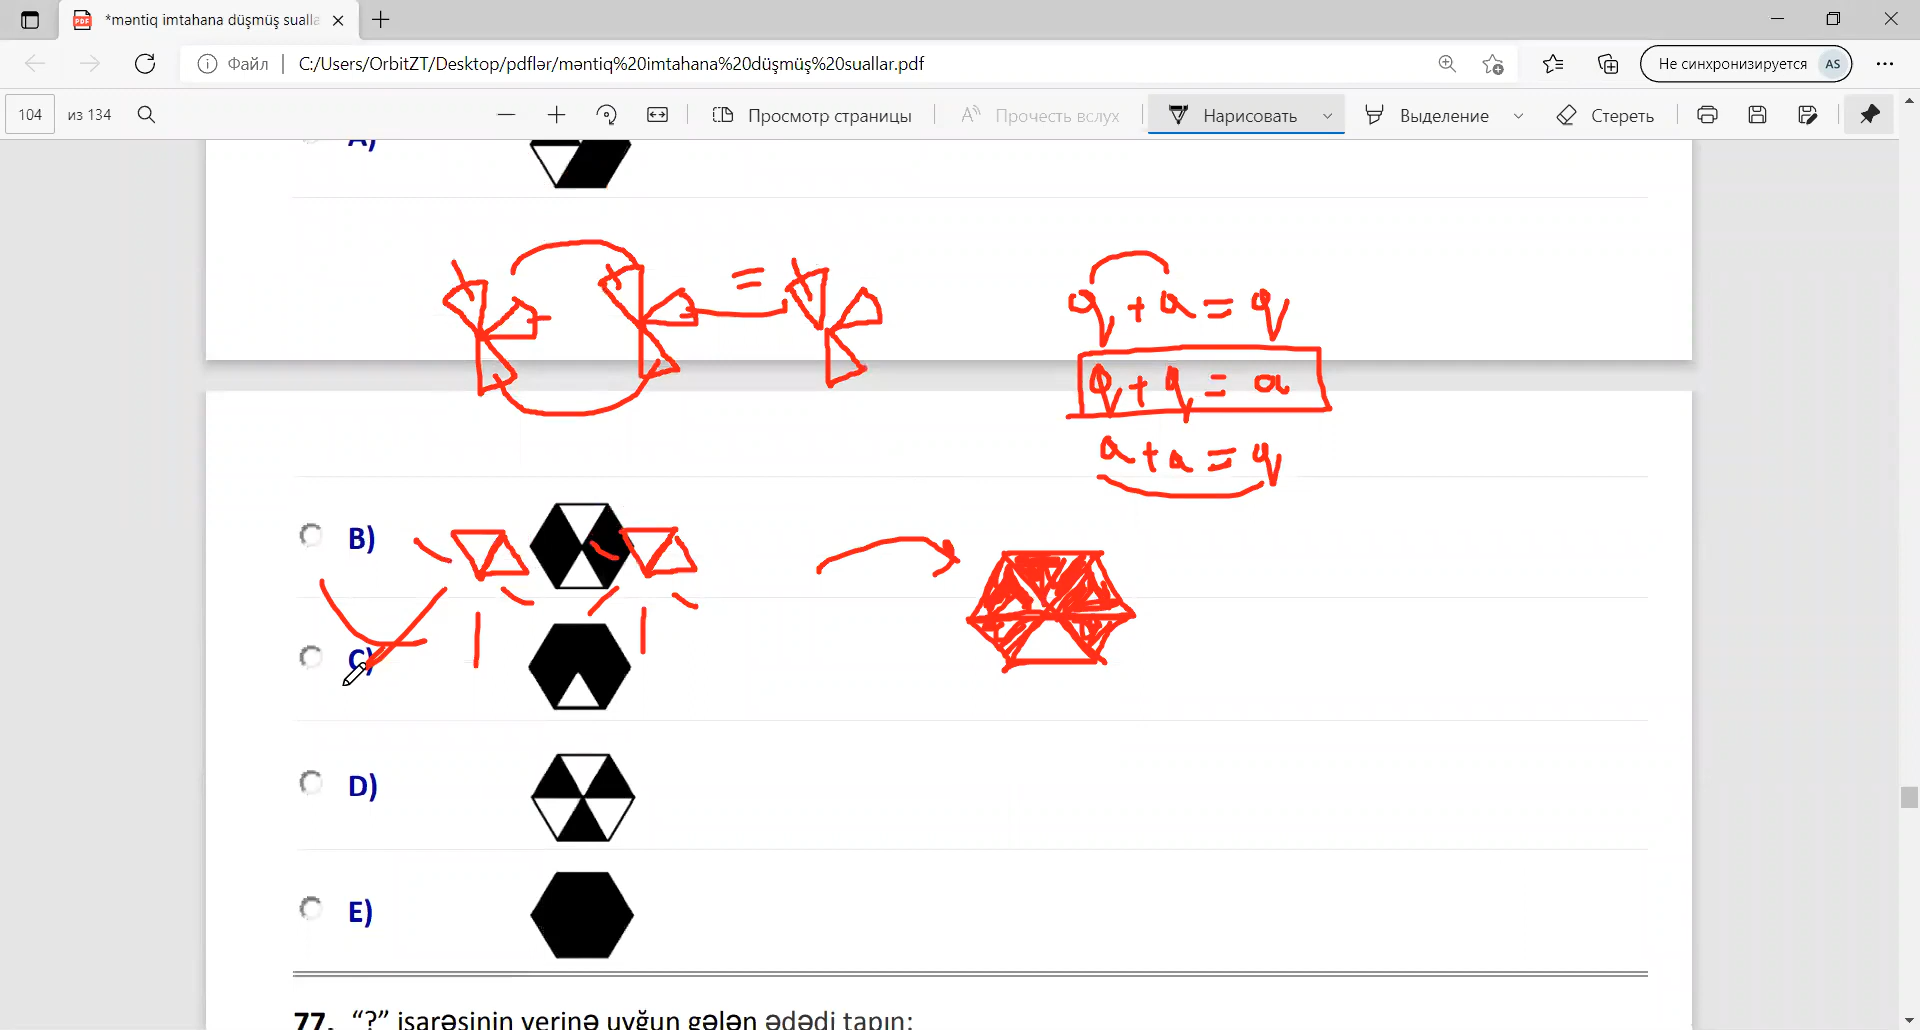 *məntiq imtahana düşmüş sualla
Файл
C:/Users/OrbitZT/Desktop/pdflər/məntiq%20imtahana%20düşmüş%20suallar.pdf
Не синхронизируется AS
104 из 134
Просмотр страницы
Прочесть вслух
Нарисовать
Выделение
Стереть
A)
=
q + a = q
q + q = a
a + a = q
B)
C)
D)
E)
77. “?” işarəsinin yerinə uyğun gələn ədədi tapın: